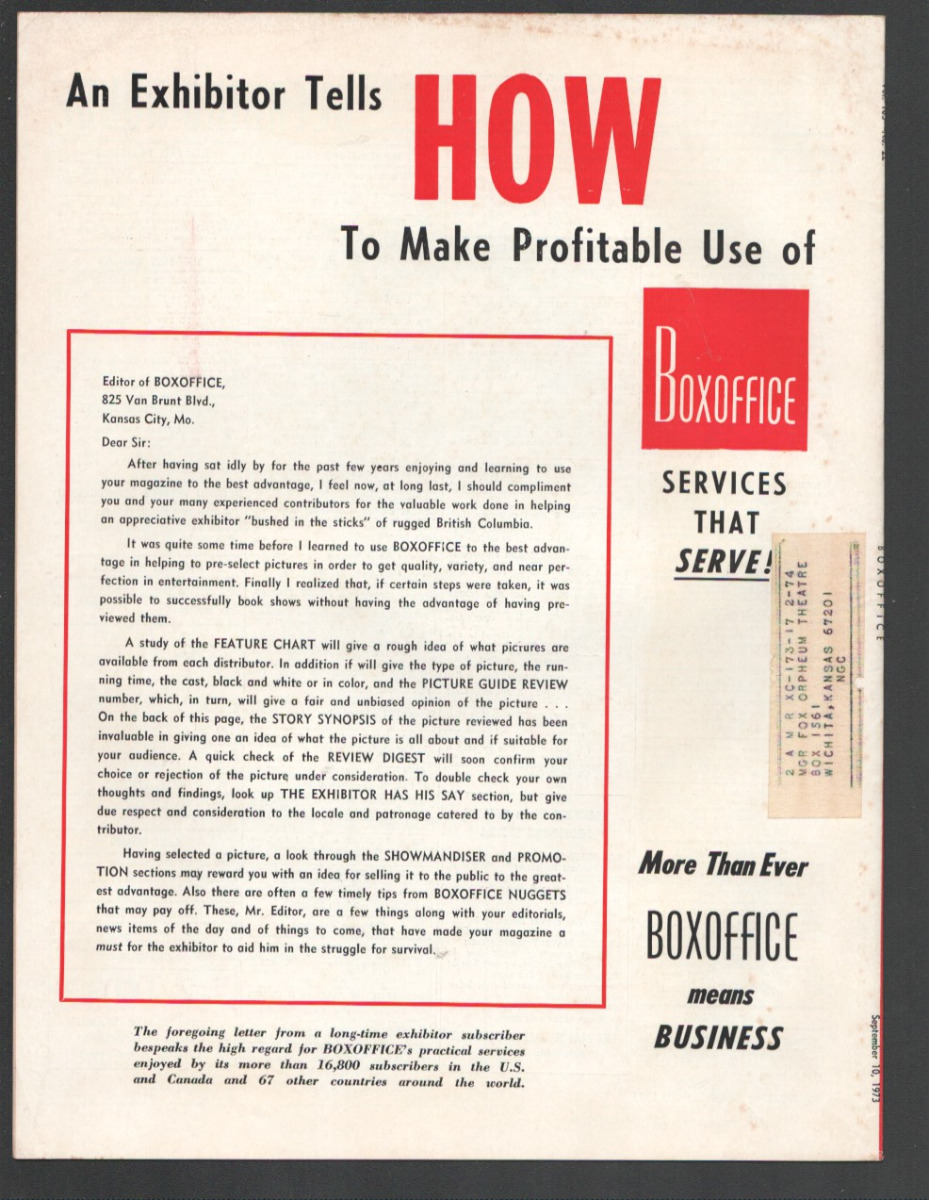 An Exhibitor Tells HOW
To Make Profitable Use of
BOXOFFICE
SERVICES
THAT
SERVE!
Editor of BOXOFFICE,
825 Van Brunt Blvd.,
Kansas City, Mo.
Dear Sir:
After having sat idly by for the past few years enjoying and learning to use
your magazine to the best advantage, I feel now, at long last, I should compliment
you and your many experienced contributors for the valuable work done in helping
an appreciative exhibitor "bushed in the sticks" of rugged British Columbia.
It was quite some time before I learned to use BOXOFFICE to the best advan-
tage in helping to pre-select pictures in order to get quality, variety, and near per-
fection in entertainment. Finally I realized that, if certain steps were taken, it was
possible to successfully book shows without having the advantage of having pre-
viewed them.
A study of the FEATURE CHART will give a rough idea of what picrures are
available from each distributor. In addition if will give the type of picture, the run-
ning time, the cast, black and white or in color, and the PICTURE GUIDE REVIEW
number, which, in turn, will give a fair and unbiased opinion of the picture . . .
On the back of this page, the STORY SYNOPSIS of the picture reviewed has been
invaluable in giving one an idea of what the picture is all about and if suitable for
your audience. A quick check of the REVIEW DIGEST will soon confirm your
choice or rejection of the picture under consideration. To double check your own
thoughts and findings, look up THE EXHIBITOR HAS HIS SAY section, but give
due respect and consideration to the locale and patronage catered to by the con-
tributor.
Having selected a picture, a look through the SHOWMANDISER and PROMO-
TION sections may reward you with an idea for selling it to the public to the great-
est advantage. Also there are often a few timely tips from BOXOFFICE NUGGETS
that may pay off. These, Mr. Editor, are a few things along with your editorials,
news items of the day and of things to come, that have made your magazine a
must for the exhibitor to aid him in the struggle for survival.
The foregoing letter from a long-time exhibitor subscriber
bespeaks the high regard for BOXOFFICE's practical services
enjoyed by its more than 16,800 subscribers in the U.S.
and Canada and 67 other countries around the world.
2 A M R XC-173-17 2-74
MGR FOX ORPHEUM THEATRE
BOX 1561
WICHITA, KANSAS 67201
NGC
More Than Ever
BOXOFFICE
means
BUSINESS
BOXOFFICE
September 10, 1973